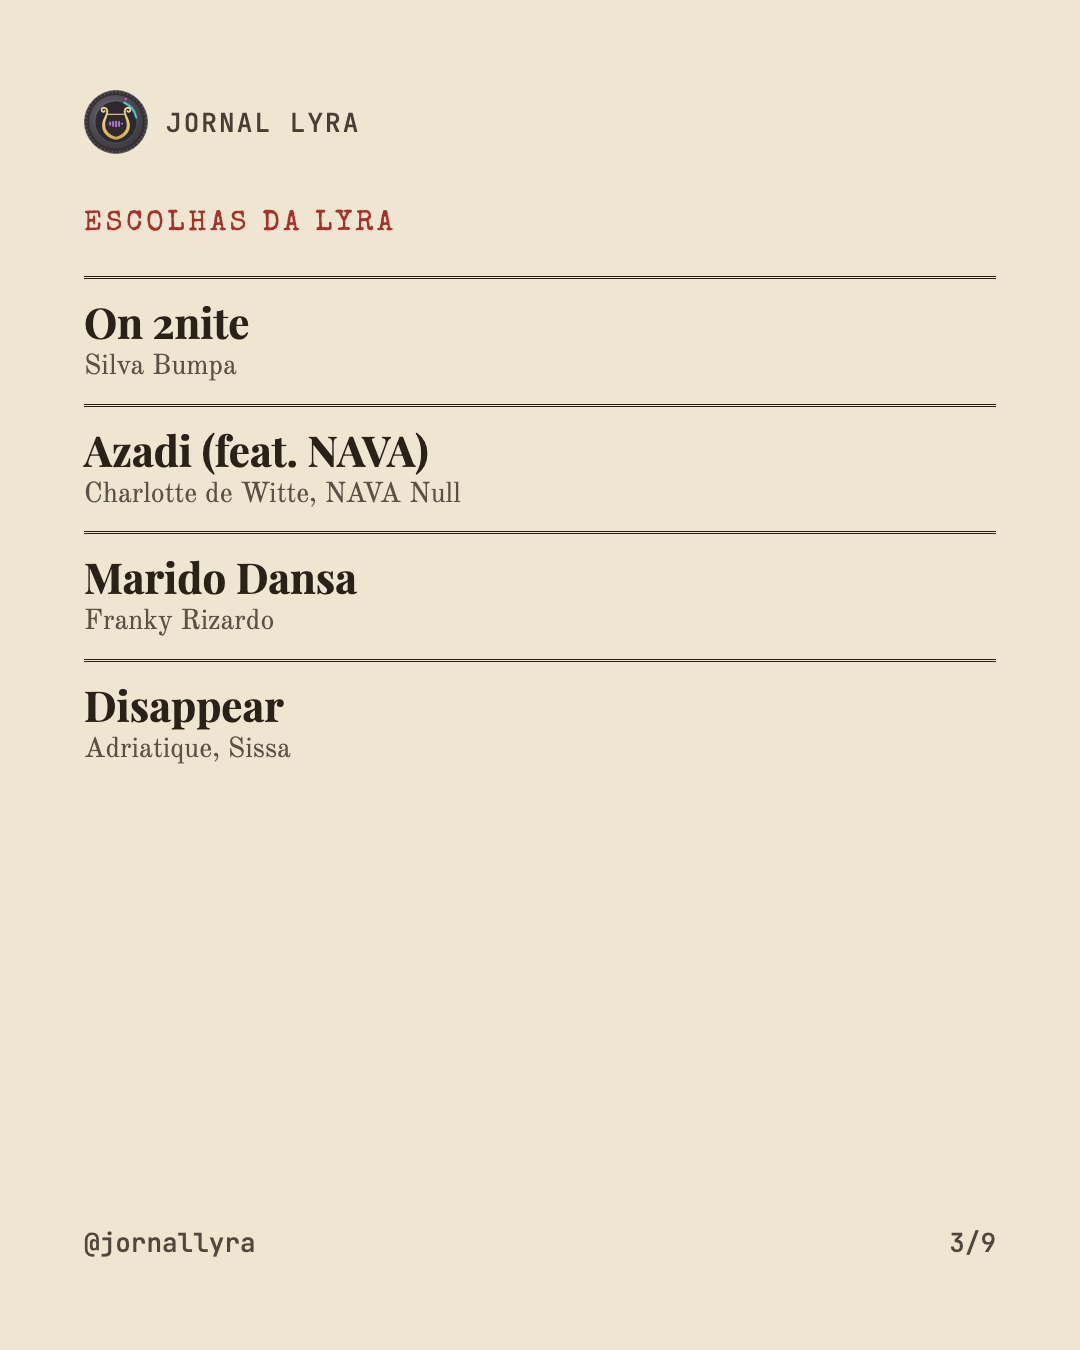 JORNAL LYRA
ESCOLHAS DA LYRA
On 2nite
Silva Bumpa
Azadi (feat. NAVA)
Charlotte de Witte, NAVA Null
Marido Dansa
Franky Rizardo
Disappear
Adriatique, Sissa
@jornallyra
3/9